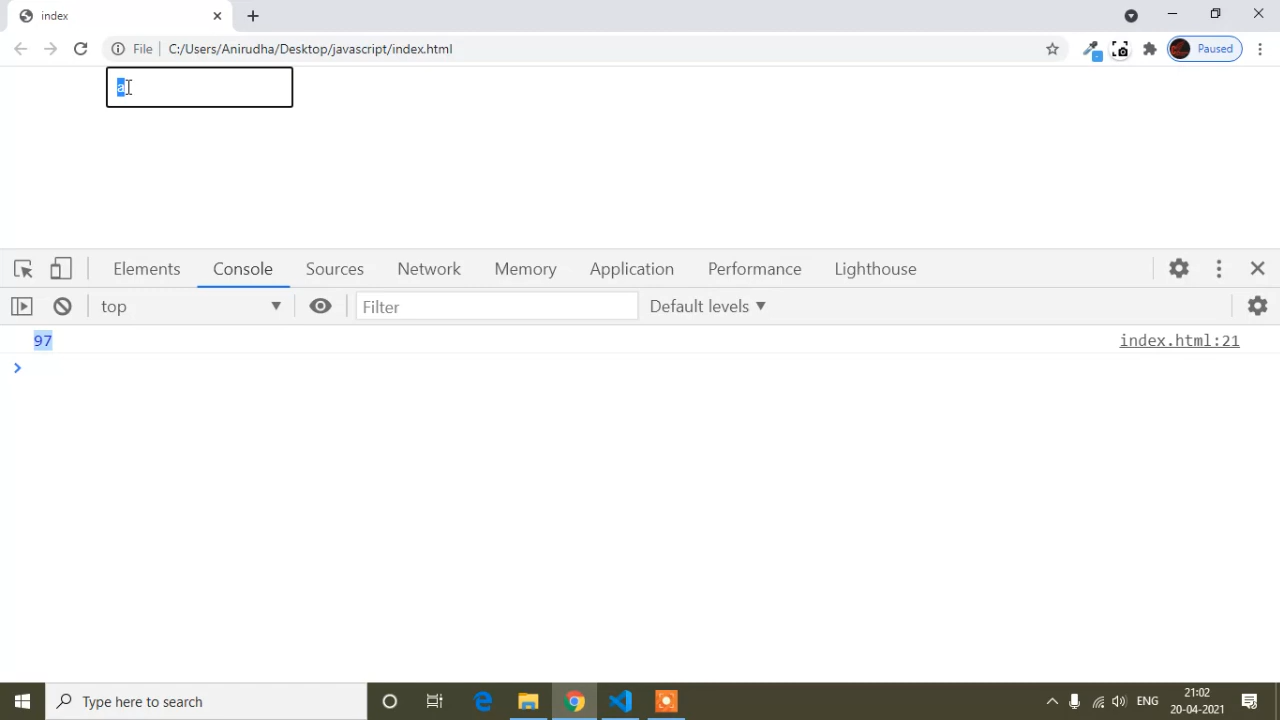 index
File
C:/Users/Anirudha/Desktop/javascript/index.html
Paused
a
Elements Console Sources Network Memory Application Performance Lighthouse
top Filter Default levels
97 index.html:21
Type here to search
ENG
21:02
20-04-2021